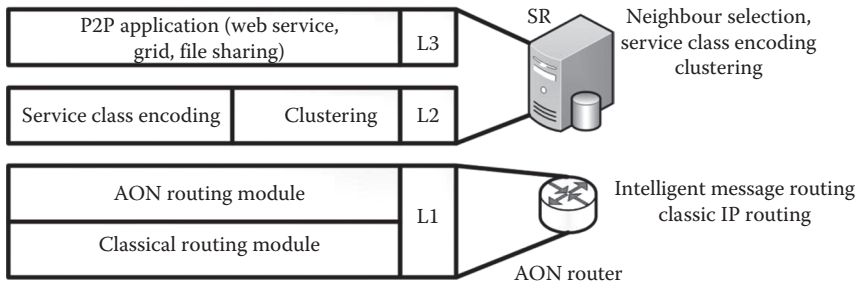 P2P application (web service,
grid, file sharing)
L3
SR
Neighbour selection,
service class encoding
clustering
Service class encoding
Clustering
L2
AON routing module
L1
Classical routing module
Intelligent message routing
classic IP routing
AON router